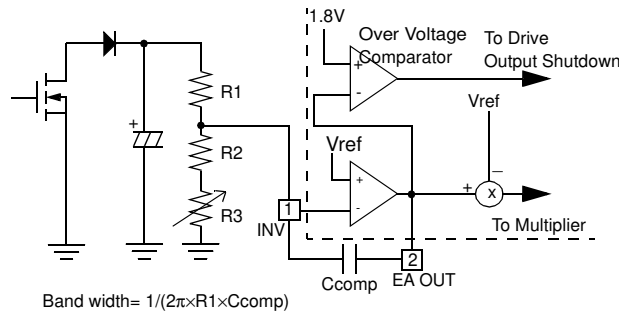 1.8V
Over Voltage
Comparator
To Drive
Output Shutdown
+
-
R1
Vref
+
R2
Vref
+
-
+
−
x
R3
1
INV
To Multiplier
2
Ccomp
EA OUT
Band width= 1/(2π×R1×Ccomp)